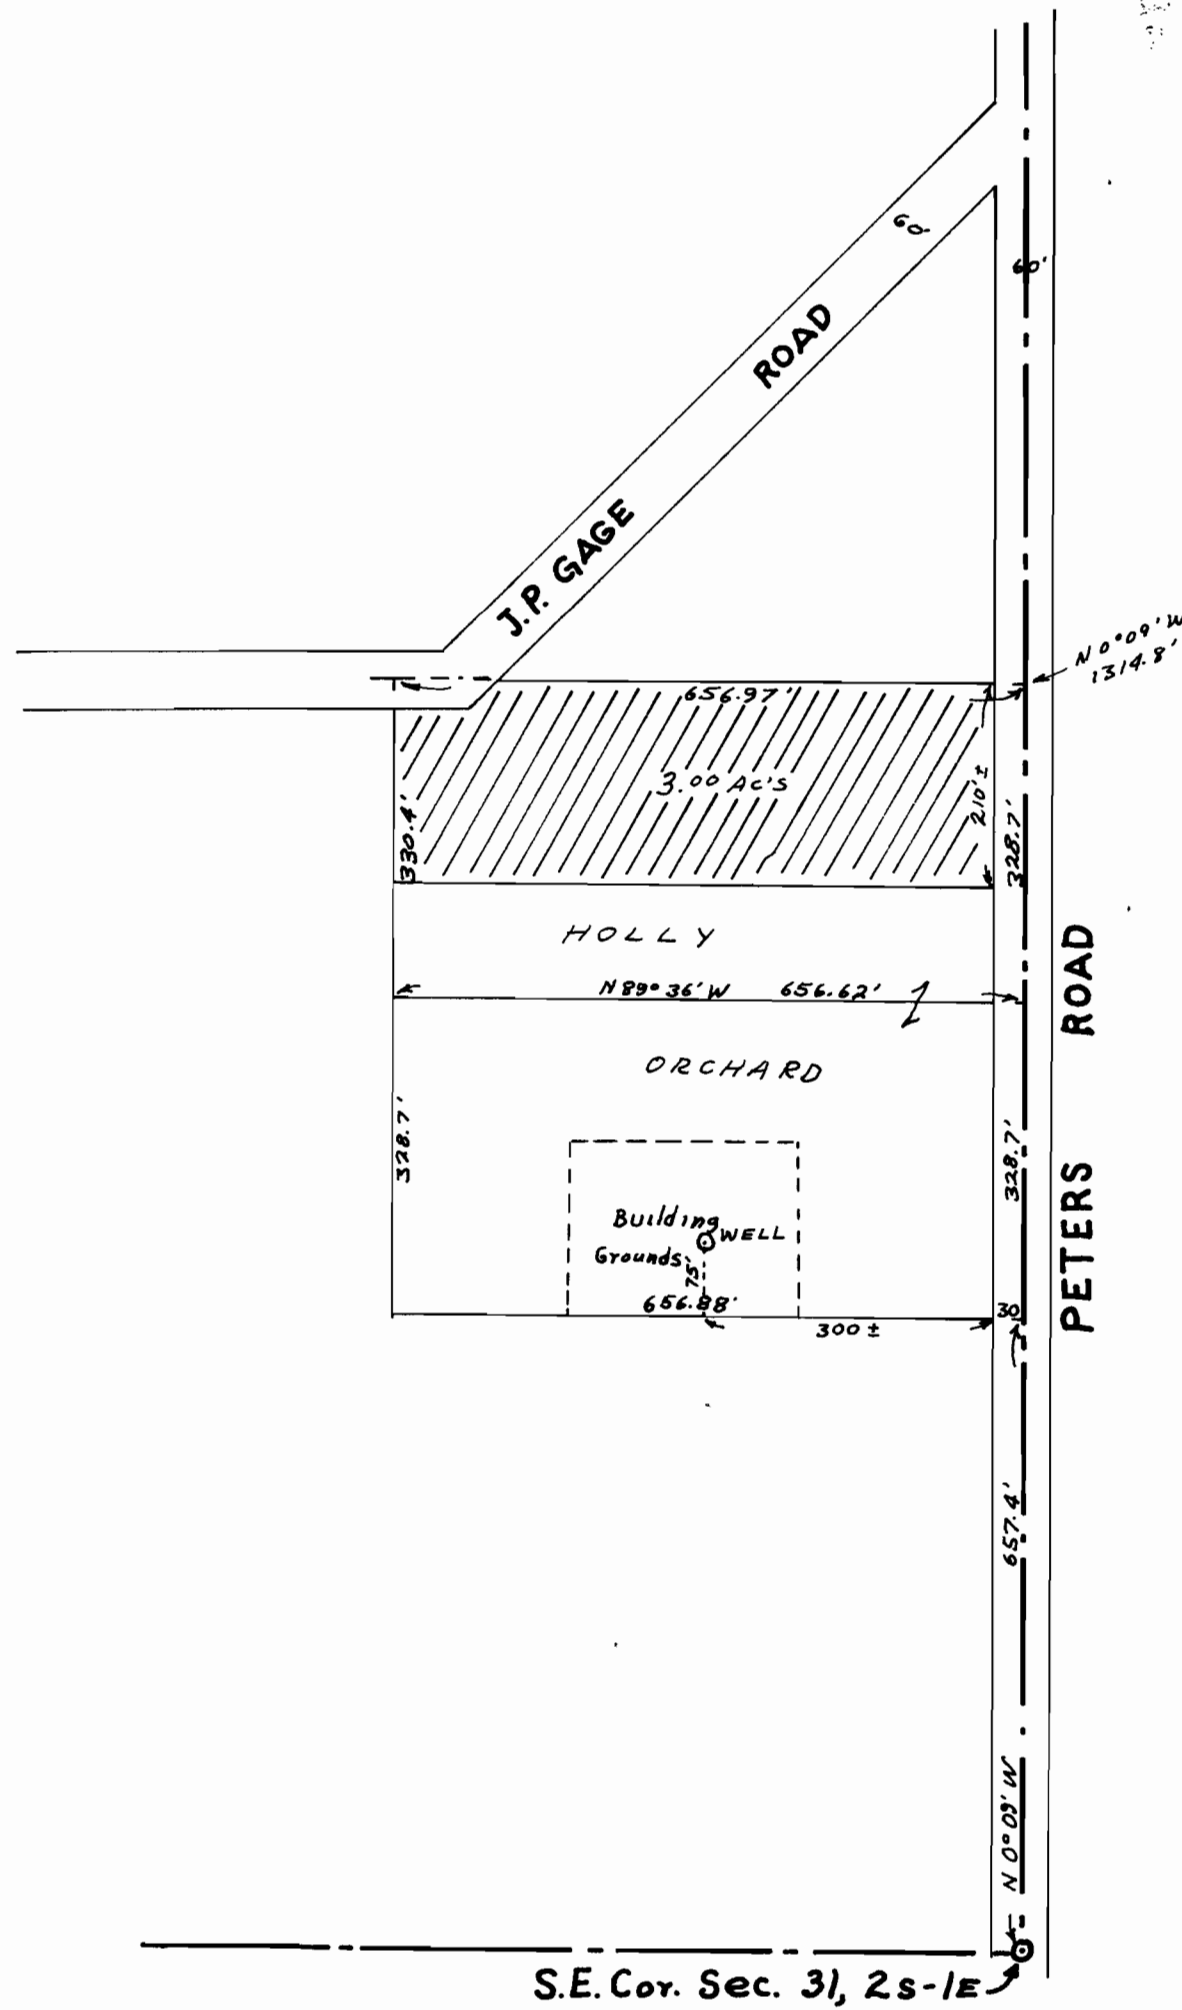 60'
60'
J.P. GAGE ROAD
N 0°09' W
1314.8'
656.97'
3.00 AC'S
210' ±
330.4'
328.7'
HOLLY
N 89° 36' W 656.62'
ORCHARD
328.7'
328.7'
Building
Grounds
WELL
75'
656.88'
30
300 ±
PETERS ROAD
657.4'
N 0° 09' W
S.E. Cor. Sec. 31, 2S-1E